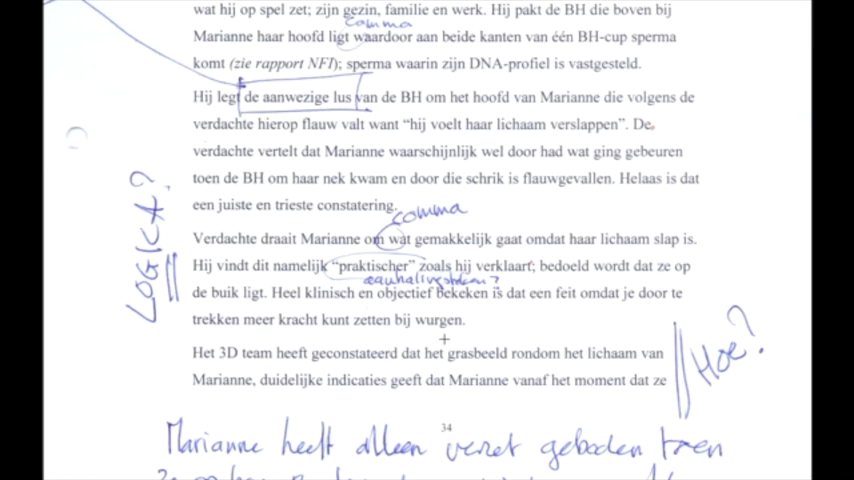 wat hij op spel zet; zijn gezin, familie en werk. Hij pakt de BH die boven bij
comma
Marianne haar hoofd ligt waardoor aan beide kanten van één BH-cup sperma
komt (zie rapport NFI); sperma waarin zijn DNA-profiel is vastgesteld.
Hij legt de aanwezige lus van de BH om het hoofd van Marianne die volgens de
verdachte hierop flauw valt want “hij voelt haar lichaam verslappen”. De
verdachte vertelt dat Marianne waarschijnlijk wel door had wat ging gebeuren
toen de BH om haar nek kwam en door die schrik is flauwgevallen. Helaas is dat
een juiste en trieste constatering.
comma
LOGICA?
Verdachte draait Marianne om wat gemakkelijk gaat omdat haar lichaam slap is.
Hij vindt dit namelijk “praktischer” zoals hij verklaart; bedoeld wordt dat ze op
aanhalingsteken?
de buik ligt. Heel klinisch en objectief bekeken is dat een feit omdat je door te
trekken meer kracht kunt zetten bij wurgen.
Het 3D team heeft geconstateerd dat het grasbeeld rondom het lichaam van
Hoe?
Marianne, duidelijke indicaties geeft dat Marianne vanaf het moment dat ze
34
Marianne heeft alleen verzet geboden toen